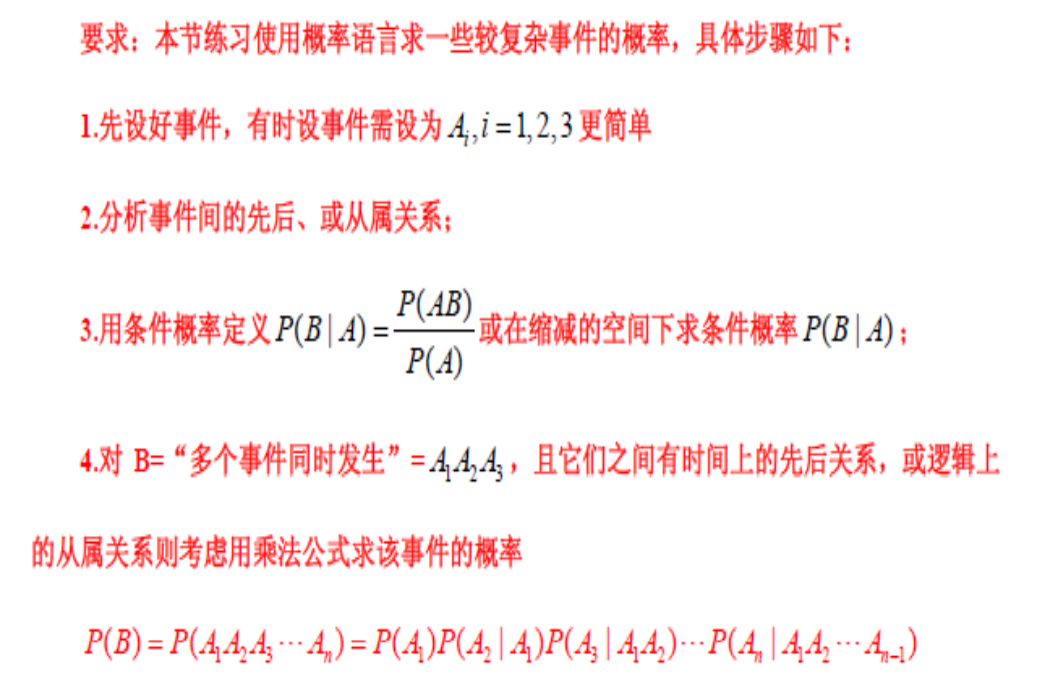 要求：本节练习使用概率语言求一些较复杂事件的概率，具体步骤如下：
1.先设好事件，有时设事件需设为 A_i, i = 1, 2, 3 更简单
2.分析事件间的先后、或从属关系；
3.用条件概率定义 P(B | A) = P(AB) / P(A) 或在缩减的空间下求条件概率 P(B | A)；
4.对 B=“多个事件同时发生”= A_1A_2A_3，且它们之间有时间上的先后关系，或逻辑上
的从属关系则考虑用乘法公式求该事件的概率
P(B) = P(A_1A_2A_3 ⋯ A_n) = P(A_1)P(A_2 | A_1)P(A_3 | A_1A_2) ⋯ P(A_n | A_1A_2 ⋯ A_{n-1})